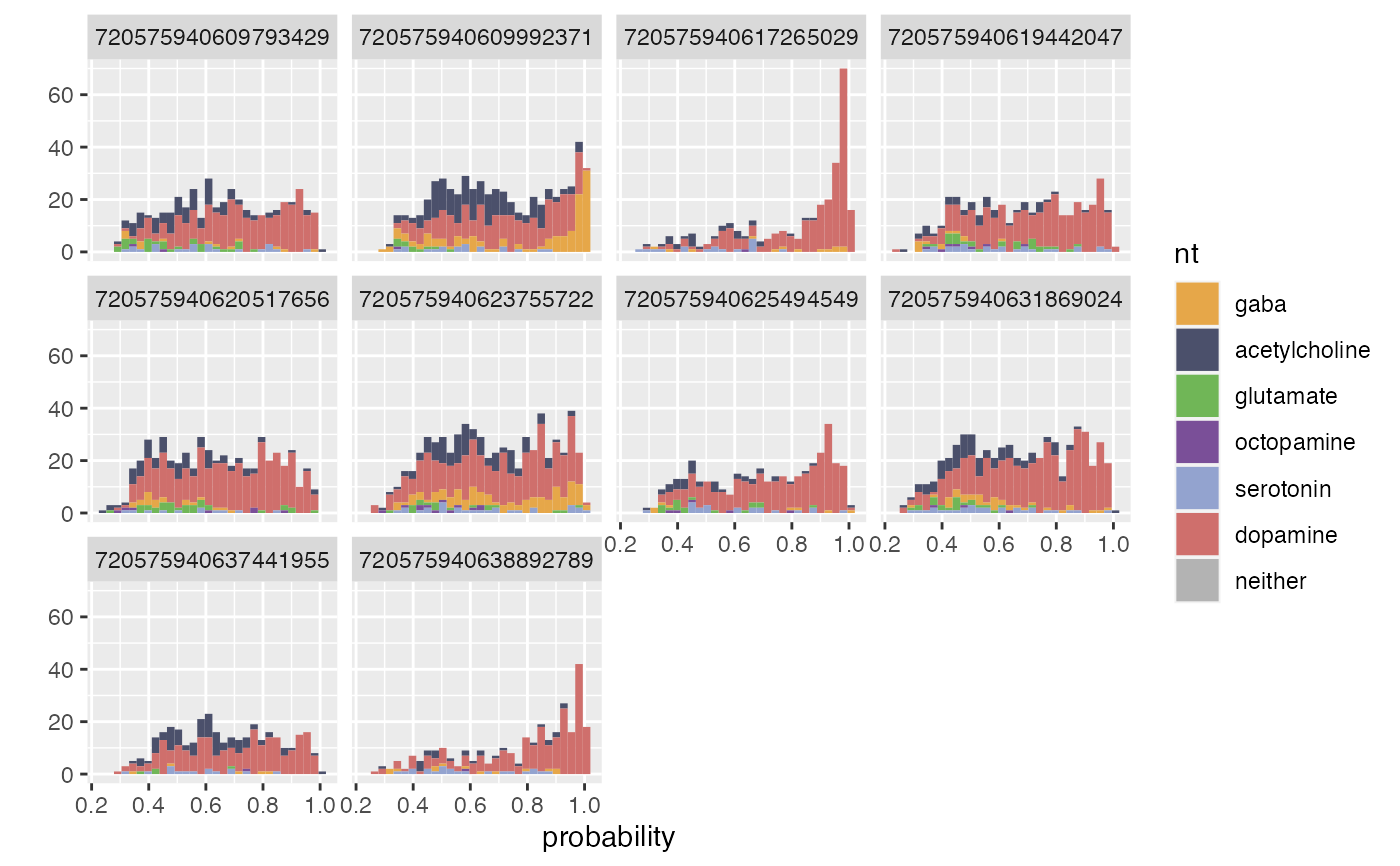 720575940609793429 720575940609992371 720575940617265029 720575940619442047
60
40
20
0
720575940620517656 720575940623755722 720575940625494549 720575940631869024
60
40
20
0
0.2 0.4 0.6 0.8 1.0 0.2 0.4 0.6 0.8 1.0
720575940637441955 720575940638892789
60
40
20
0
0.2 0.4 0.6 0.8 1.0 0.2 0.4 0.6 0.8 1.0
probability
nt
gaba
acetylcholine
glutamate
octopamine
serotonin
dopamine
neither